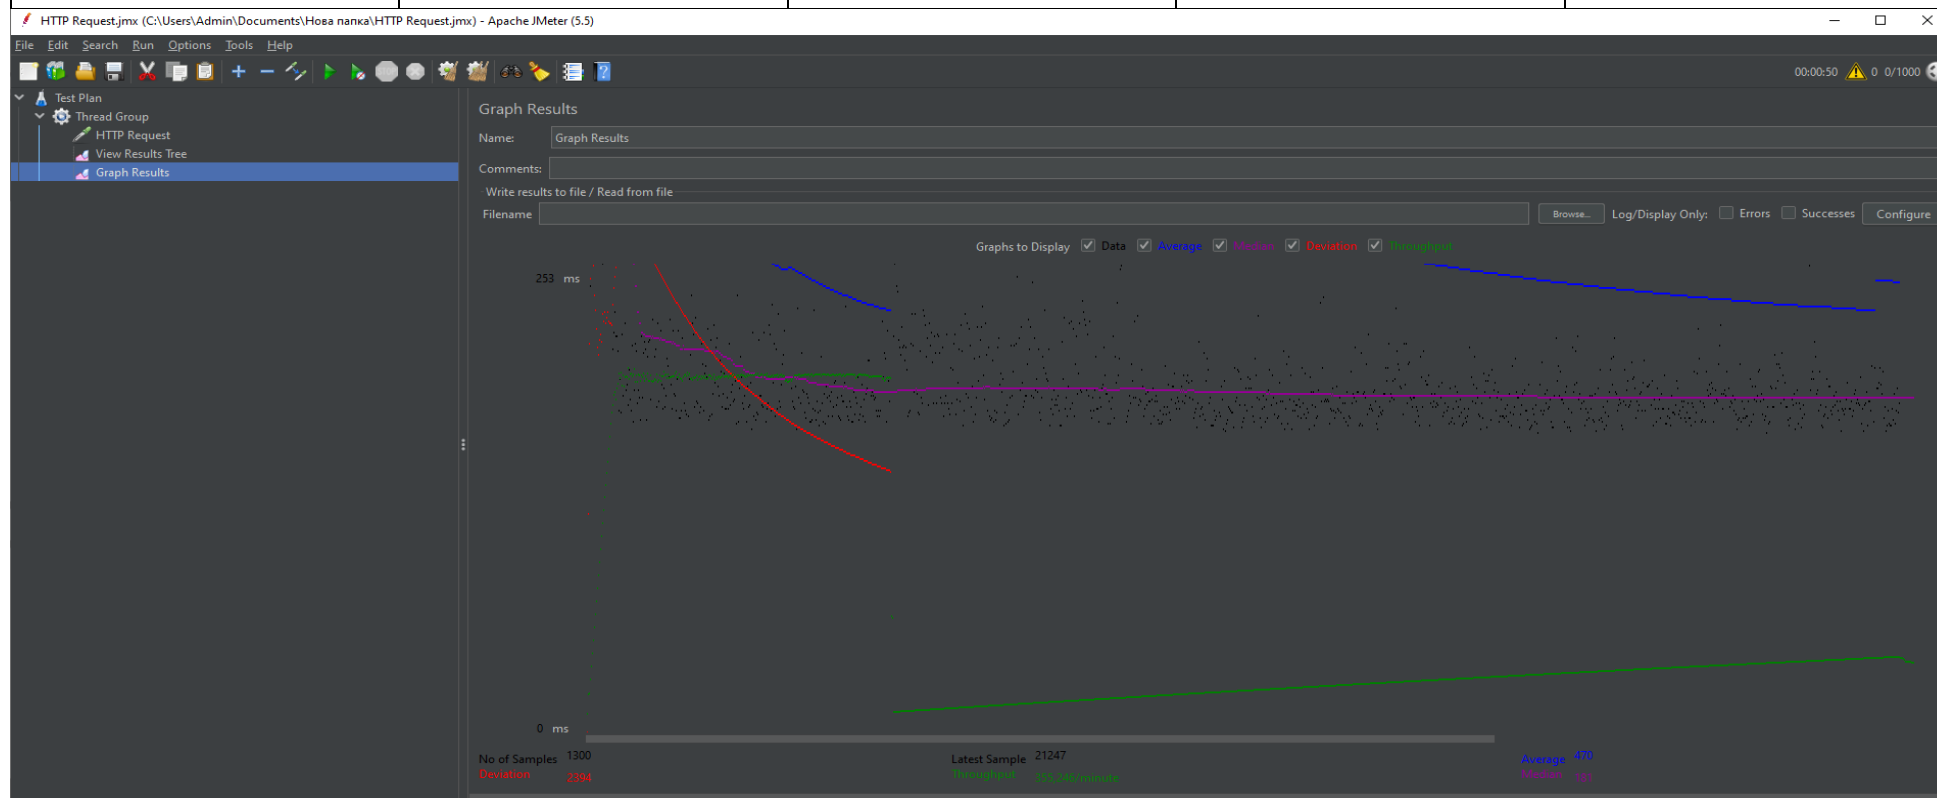 HTTP Request.jmx (C:\Users\Admin\Documents\Нова папка\HTTP Request.jmx) - Apache JMeter (5.5)
File Edit Search Run Options Tools Help
00:00:50 0 0/1000
Test Plan
Thread Group
HTTP Request
View Results Tree
Graph Results
Graph Results
Name: Graph Results
Comments:
Write results to file / Read from file
Filename Browse... Log/Display Only: Errors Successes Configure
Graphs to Display Data Average Median Deviation Throughput
253 ms
0 ms
No of Samples 1300 Latest Sample 21247 Average 470
Deviation 2394 Throughput /minute Median